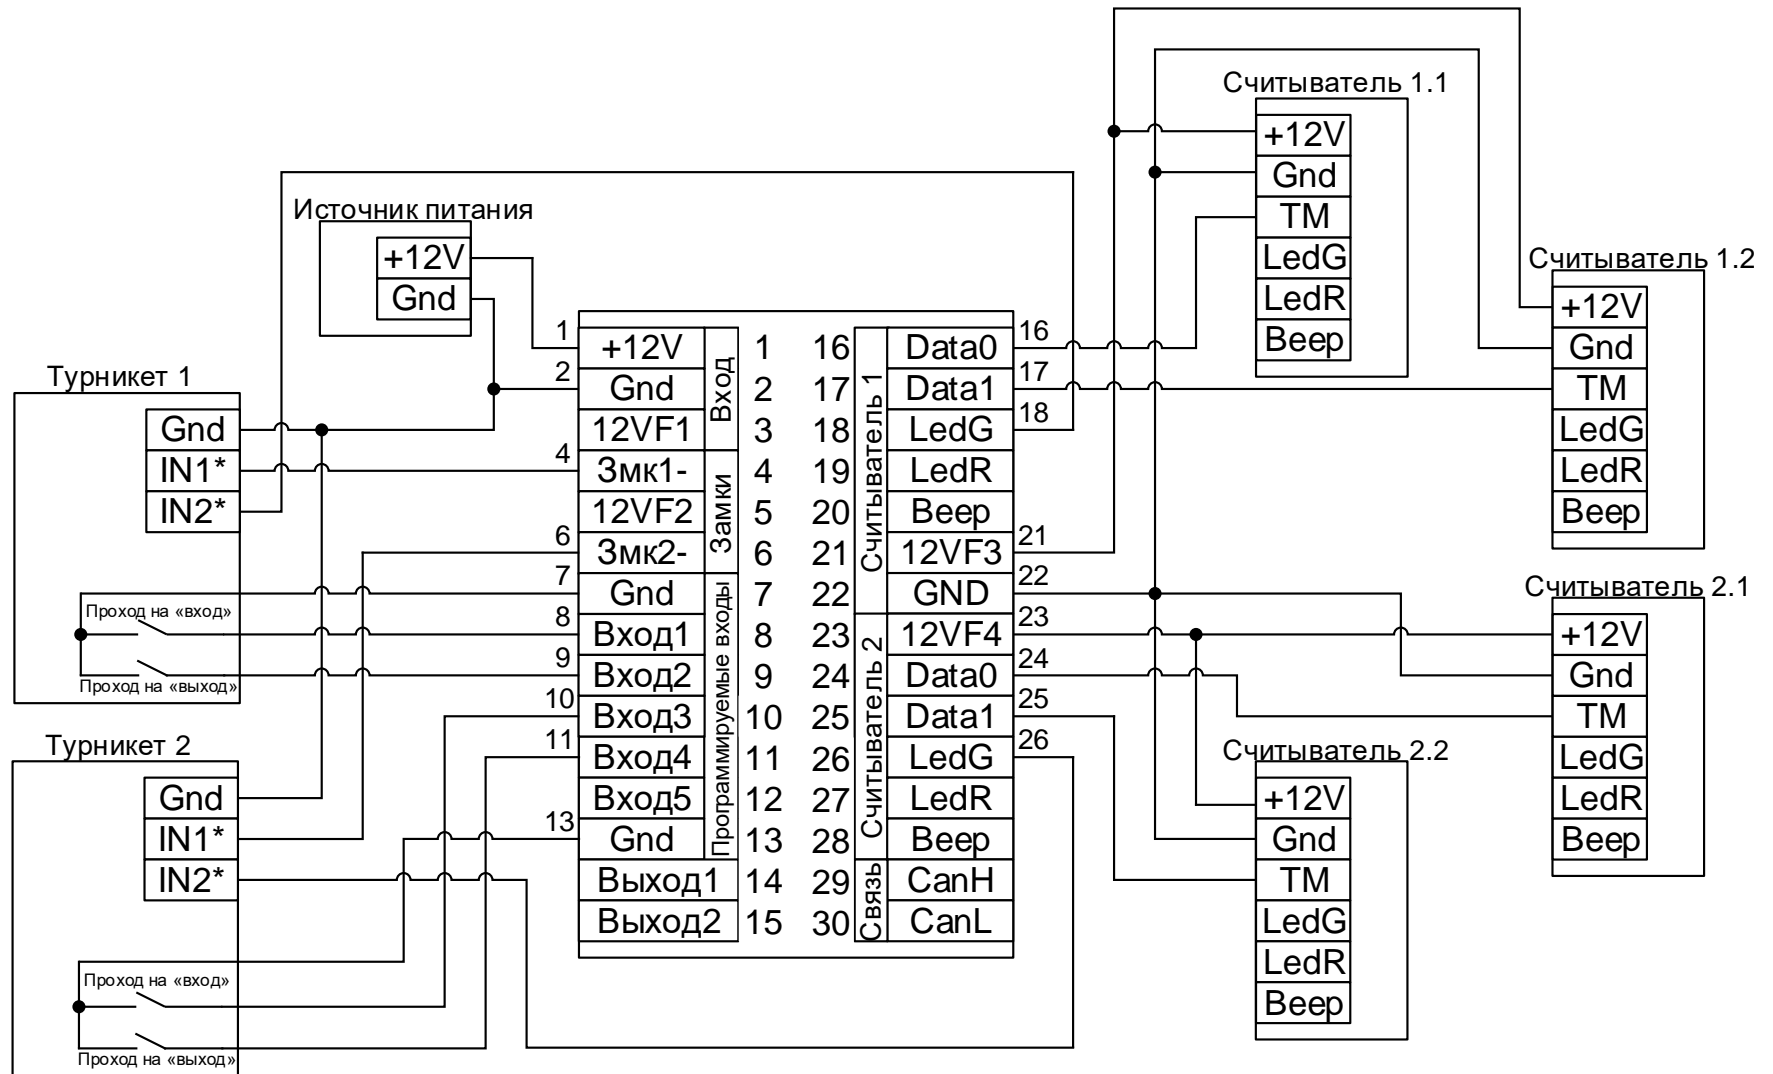 Считыватель 1.1
+12V
Gnd
TM
LedG
LedR
Beep
Считыватель 1.2
+12V
Gnd
TM
LedG
LedR
Beep
Источник питания
+12V
Gnd
Турникет 1
Gnd
IN1*
IN2*
Проход на «вход»
Проход на «выход»
Турникет 2
Gnd
IN1*
IN2*
Проход на «вход»
Проход на «выход»
1 +12V 1 16 Data0 16
2 Gnd 2 17 Data1 17
12VF1 3 18 LedG 18
4 Змк1- 4 19 LedR
12VF2 5 20 Beep
6 Змк2- 6 21 12VF3 21
7 Gnd 7 22 GND 22
8 Вход1 8 23 12VF4 23
9 Вход2 9 24 Data0 24
10 Вход3 10 25 Data1 25
11 Вход4 11 26 LedG 26
Вход5 12 27 LedR
13 Gnd 13 28 Beep
Выход1 14 29 CanH
Выход2 15 30 CanL
Вход
Замки
Программируемые входы
Считыватель 1
Считыватель 2
Связь
Считыватель 2.1
+12V
Gnd
TM
LedG
LedR
Beep
Считыватель 2.2
+12V
Gnd
TM
LedG
LedR
Beep